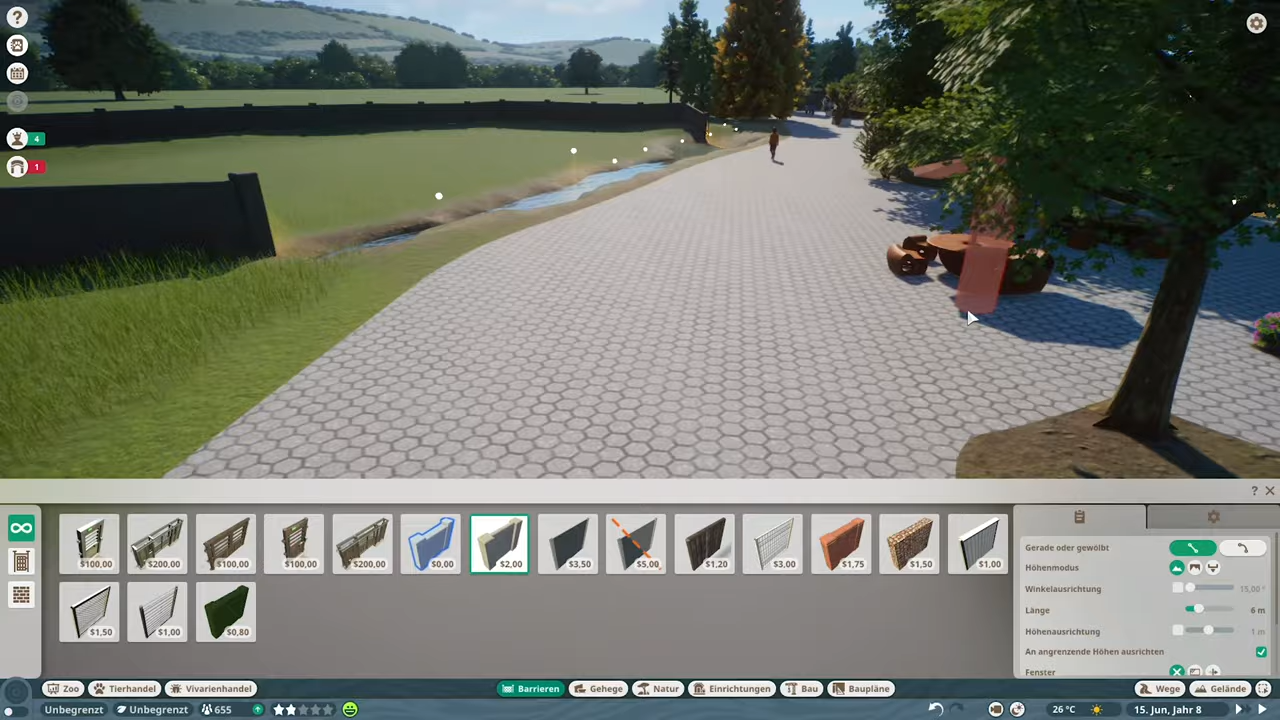 ?
4
1
? ×
$100,00 $200,00 $100,00 $100,00 $200,00 $0,00 $2,00 $3,50 $5,00 $1,20 $3,00 $1,75 $1,50 $1,00
$1,50 $1,00 $0,80
Gerade oder gewölbt
Höhenmodus
Winkelausrichtung 15,00 °
Länge 6 m
Höhenausrichtung 1 m
An angrenzende Höhen ausrichten
Fenster
Zoo Tierhandel Vivarienhandel Barrieren Gehege Natur Einrichtungen Bau Baupläne Wege Gelände
Unbegrenzt Unbegrenzt 655 26 °C 15. Jun, Jahr 8